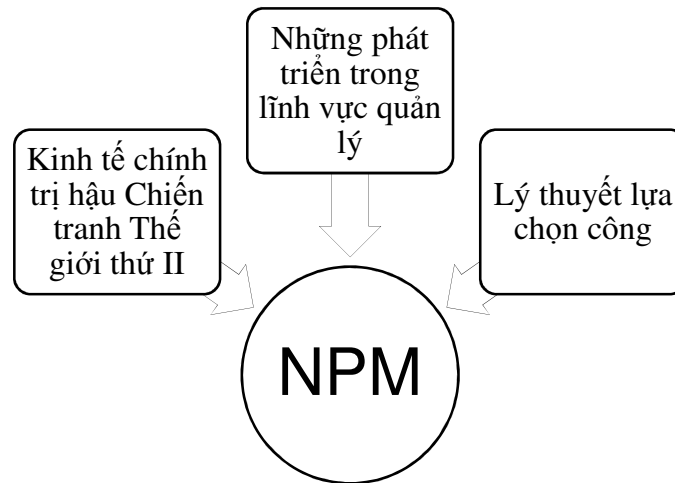 Những phát
triển trong
lĩnh vực quản
lý
Kinh tế chính
trị hậu Chiến
tranh Thế
giới thứ II
Lý thuyết lựa
chọn công
NPM